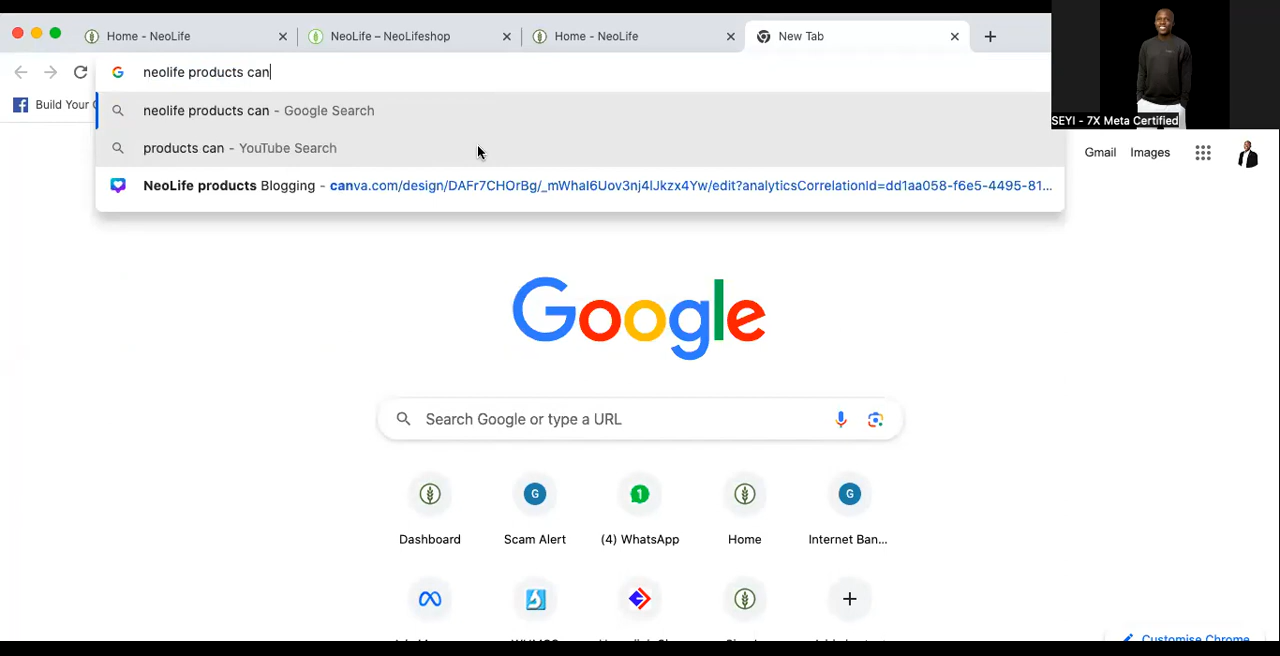 Home - NeoLife
NeoLife – NeoLifeshop
Home - NeoLife
New Tab
neolife products can
Build Your
neolife products can - Google Search
products can - YouTube Search
NeoLife products Blogging - canva.com/design/DAFr7CHOrBg/_mWhaI6Uov3nj4lJkzx4Yw/edit?analyticsCorrelationId=dd1aa058-f6e5-4495-81...
SEYI - 7X Meta Certified
Gmail
Images
Google
Search Google or type a URL
G
1
G
Dashboard
Scam Alert
(4) WhatsApp
Home
Internet Ban...
Customise Chrome